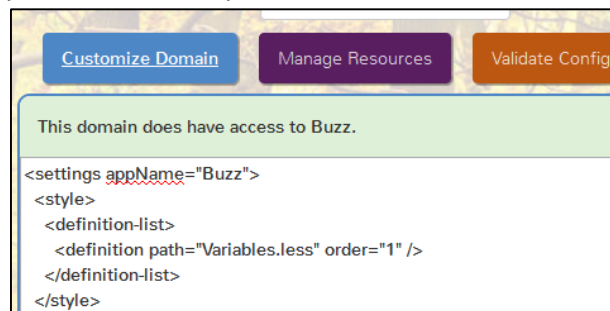 Customize Domain Manage Resources Validate Config
This domain does have access to Buzz.
<settings appName="Buzz">
<style>
<definition-list>
<definition path="Variables.less" order="1" />
</definition-list>
</style>